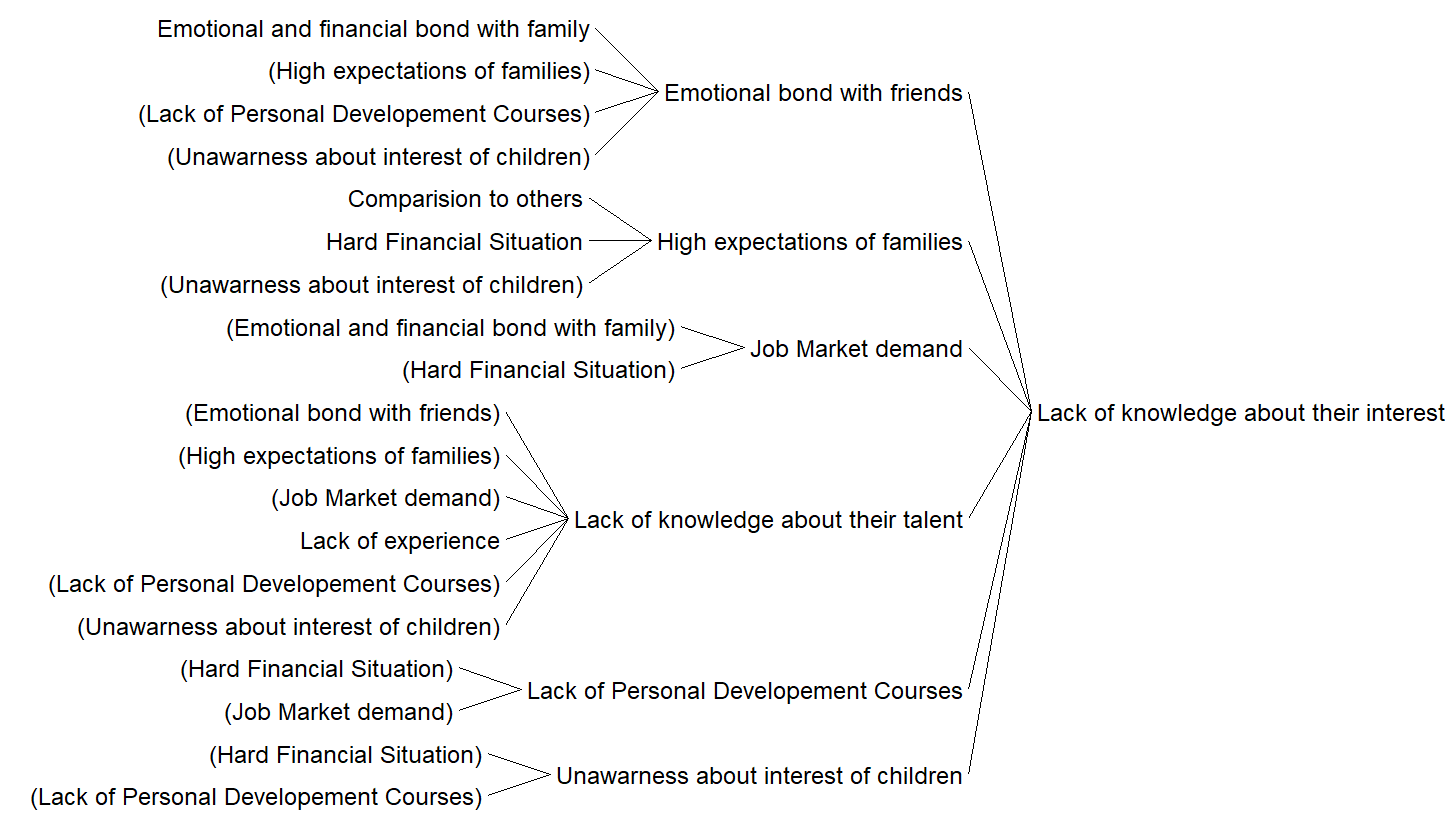 Emotional and financial bond with family
(High expectations of families)
Emotional bond with friends
(Lack of Personal Developement Courses)
(Unawarness about interest of children)
Comparision to others
Hard Financial Situation
High expectations of families
(Unawarness about interest of children)
(Emotional and financial bond with family)
Job Market demand
(Hard Financial Situation)
(Emotional bond with friends)
Lack of knowledge about their interest
(High expectations of families)
(Job Market demand)
Lack of knowledge about their talent
Lack of experience
(Lack of Personal Developement Courses)
(Unawarness about interest of children)
(Hard Financial Situation)
Lack of Personal Developement Courses
(Job Market demand)
(Hard Financial Situation)
Unawarness about interest of children
(Lack of Personal Developement Courses)